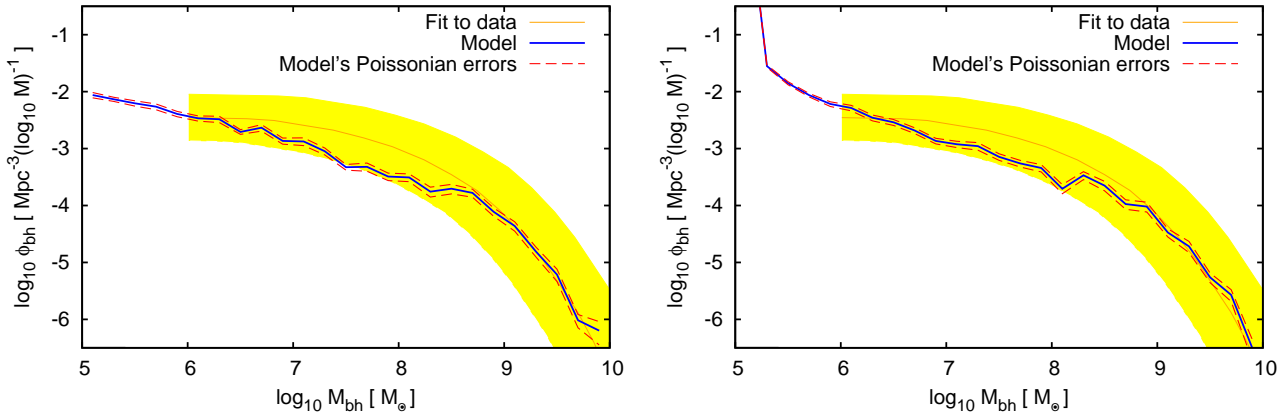 Fit to data
Model
Model's Poissonian errors
-1
-2
-3
-4
-5
-6
log10 ϕbh [ Mpc-3(log10 M)-1]
5 6 7 8 9 10
log10 Mbh [ M⊙]
Fit to data
Model
Model's Poissonian errors
-1
-2
-3
-4
-5
-6
log10 ϕbh [ Mpc-3(log10 M)-1]
5 6 7 8 9 10
log10 Mbh [ M⊙]